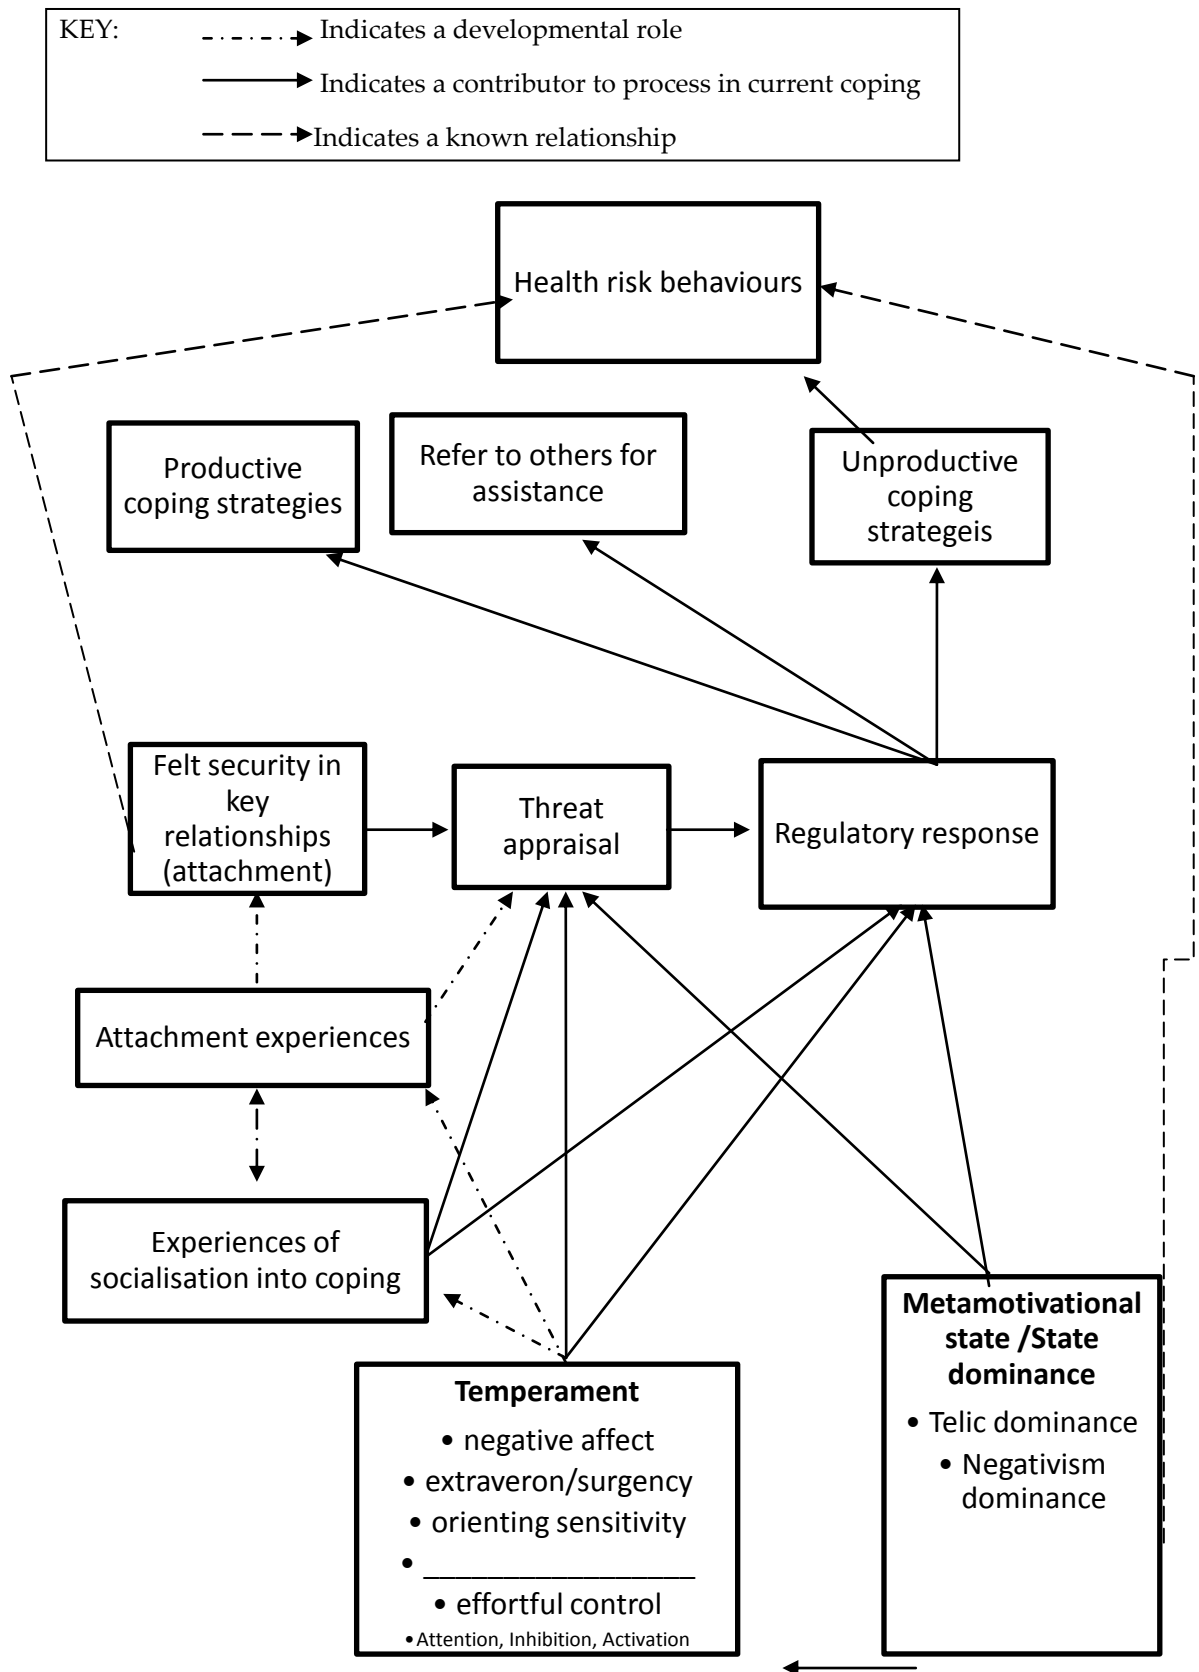 KEY:
Indicates a developmental role
Indicates a contributor to process in current coping
Indicates a known relationship
Health risk behaviours
Productive
coping strategies
Refer to others for
assistance
Unproductive
coping
strategeis
Felt security in
key
relationships
(attachment)
Threat
appraisal
Regulatory response
Attachment experiences
Experiences of
socialisation into coping
Metamotivational
state /State
dominance
• Telic dominance
• Negativism
dominance
Temperament
• negative affect
• extraveron/surgency
• orienting sensitivity
• __________________
• effortful control
• Attention, Inhibition, Activation